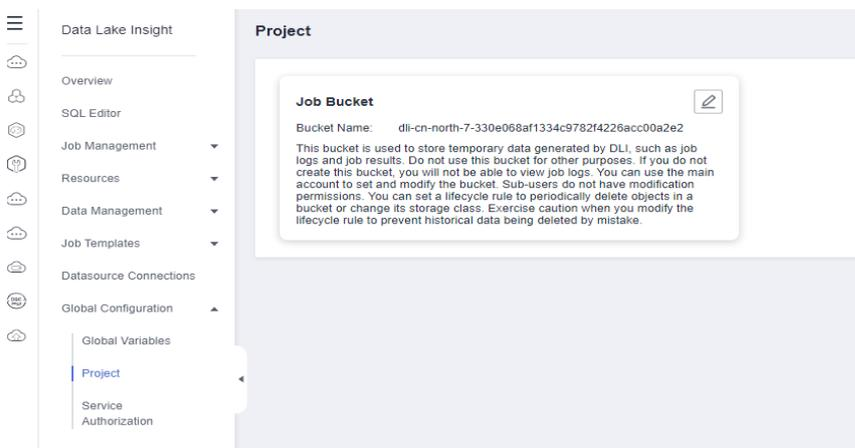 Data Lake Insight
Overview
SQL Editor
Job Management
Resources
Data Management
Job Templates
Datasource Connections
Global Configuration
Global Variables
Project
Service
Authorization
Project
Job Bucket
Bucket Name: dli-cn-north-7-330e068af1334c9782f4226acc00a2e2
This bucket is used to store temporary data generated by DLI, such as job
logs and job results. Do not use this bucket for other purposes. If you do not
create this bucket, you will not be able to view job logs. You can use the main
account to set and modify the bucket. Sub-users do not have modification
permissions. You can set a lifecycle rule to periodically delete objects in a
bucket or change its storage class. Exercise caution when you modify the
lifecycle rule to prevent historical data being deleted by mistake.